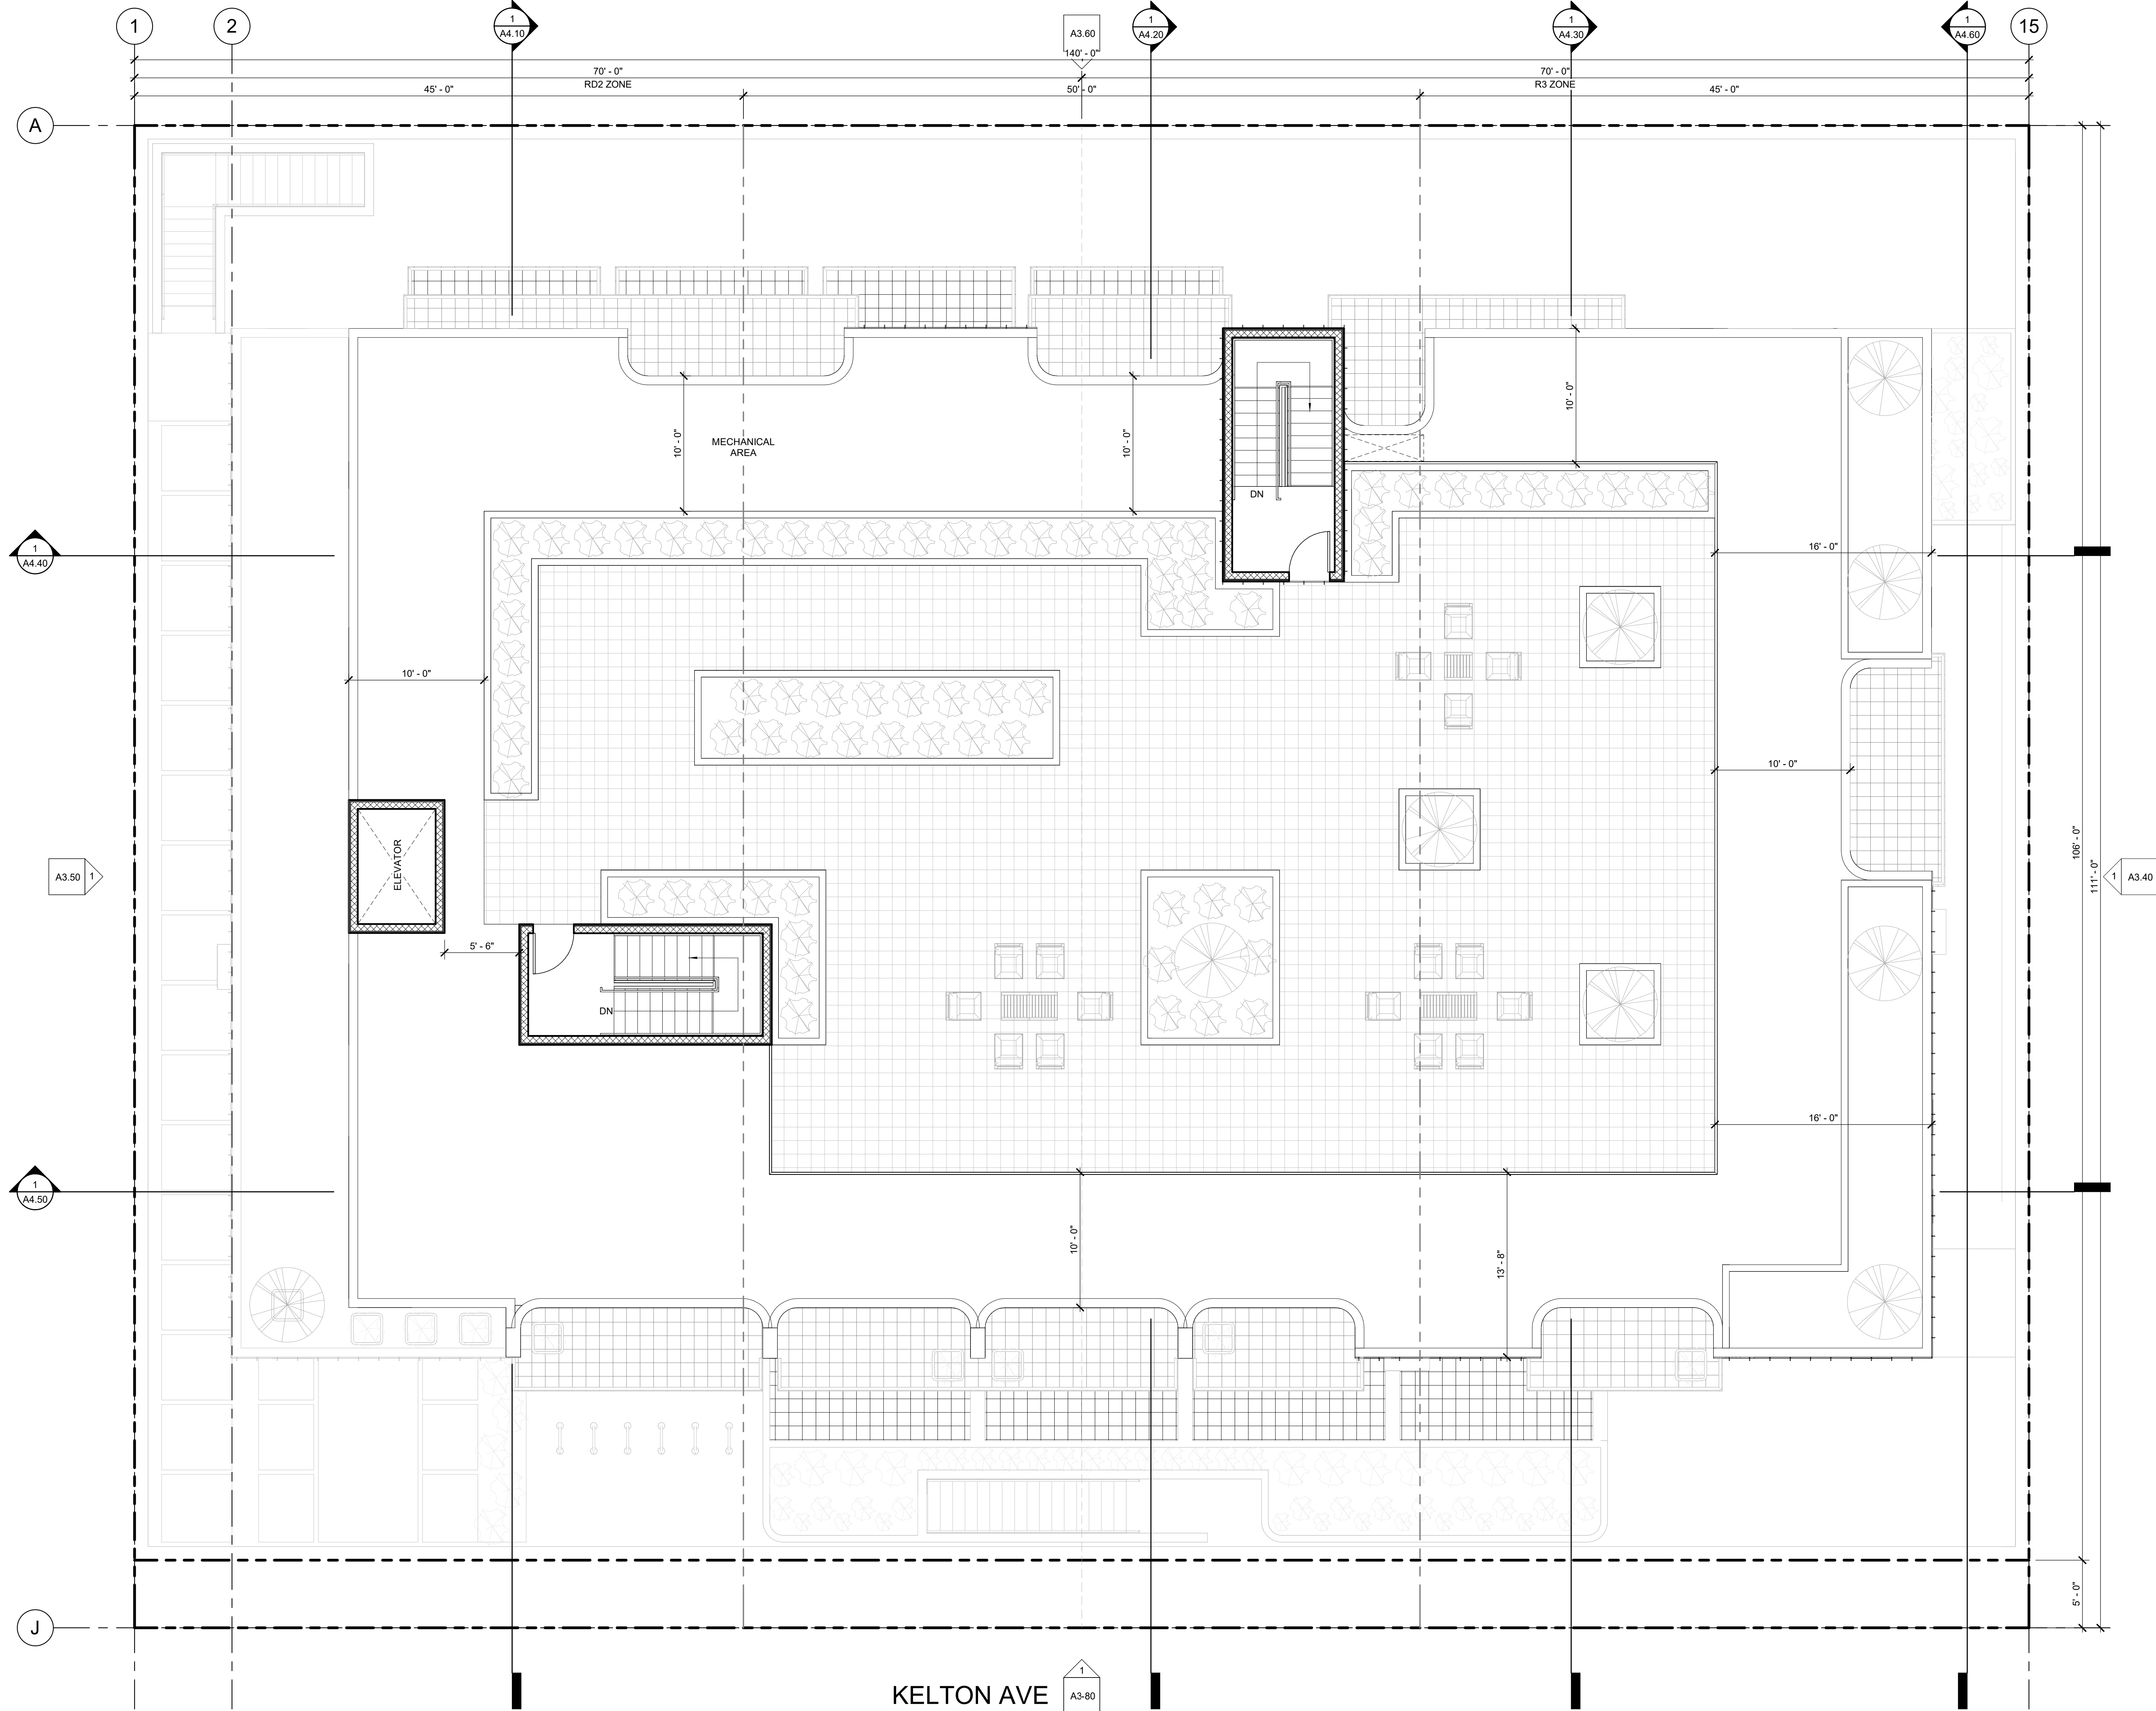 1
2
1
A4.10
A3.60
1
A4.20
1
A4.30
1
A4.60
15
140' - 0"
70' - 0"
RD2 ZONE
70' - 0"
R3 ZONE
45' - 0"
50' - 0"
45' - 0"
A
10' - 0"
MECHANICAL
AREA
10' - 0"
10' - 0"
DN
1
A4.40
16' - 0"
10' - 0"
10' - 0"
ELEVATOR
A3.50
1
106' - 0"
111' - 0"
1
A3.40
5' - 6"
DN
16' - 0"
1
A4.50
10' - 0"
13' - 8"
5' - 0"
J
KELTON AVE
1
A3-80